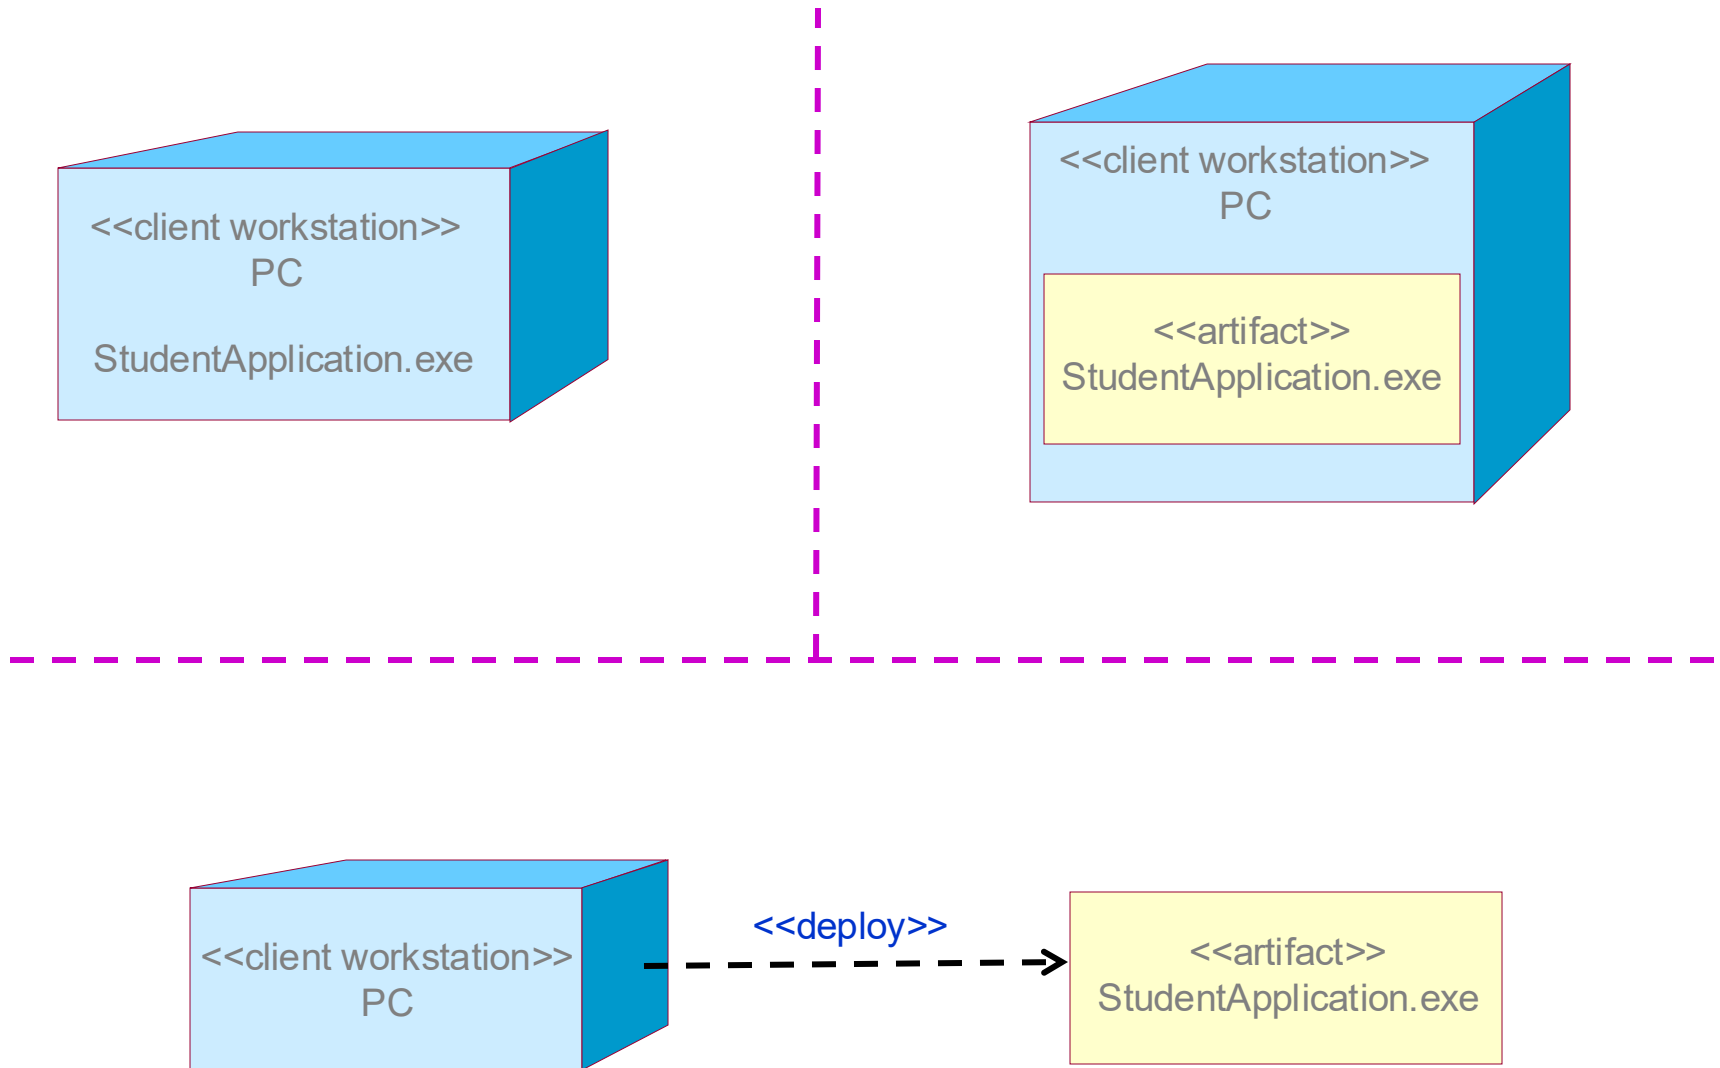 <<client workstation>>
PC
StudentApplication.exe
<<client workstation>>
PC
<<artifact>>
StudentApplication.exe
<<client workstation>>
PC
<<deploy>>
<<artifact>>
StudentApplication.exe